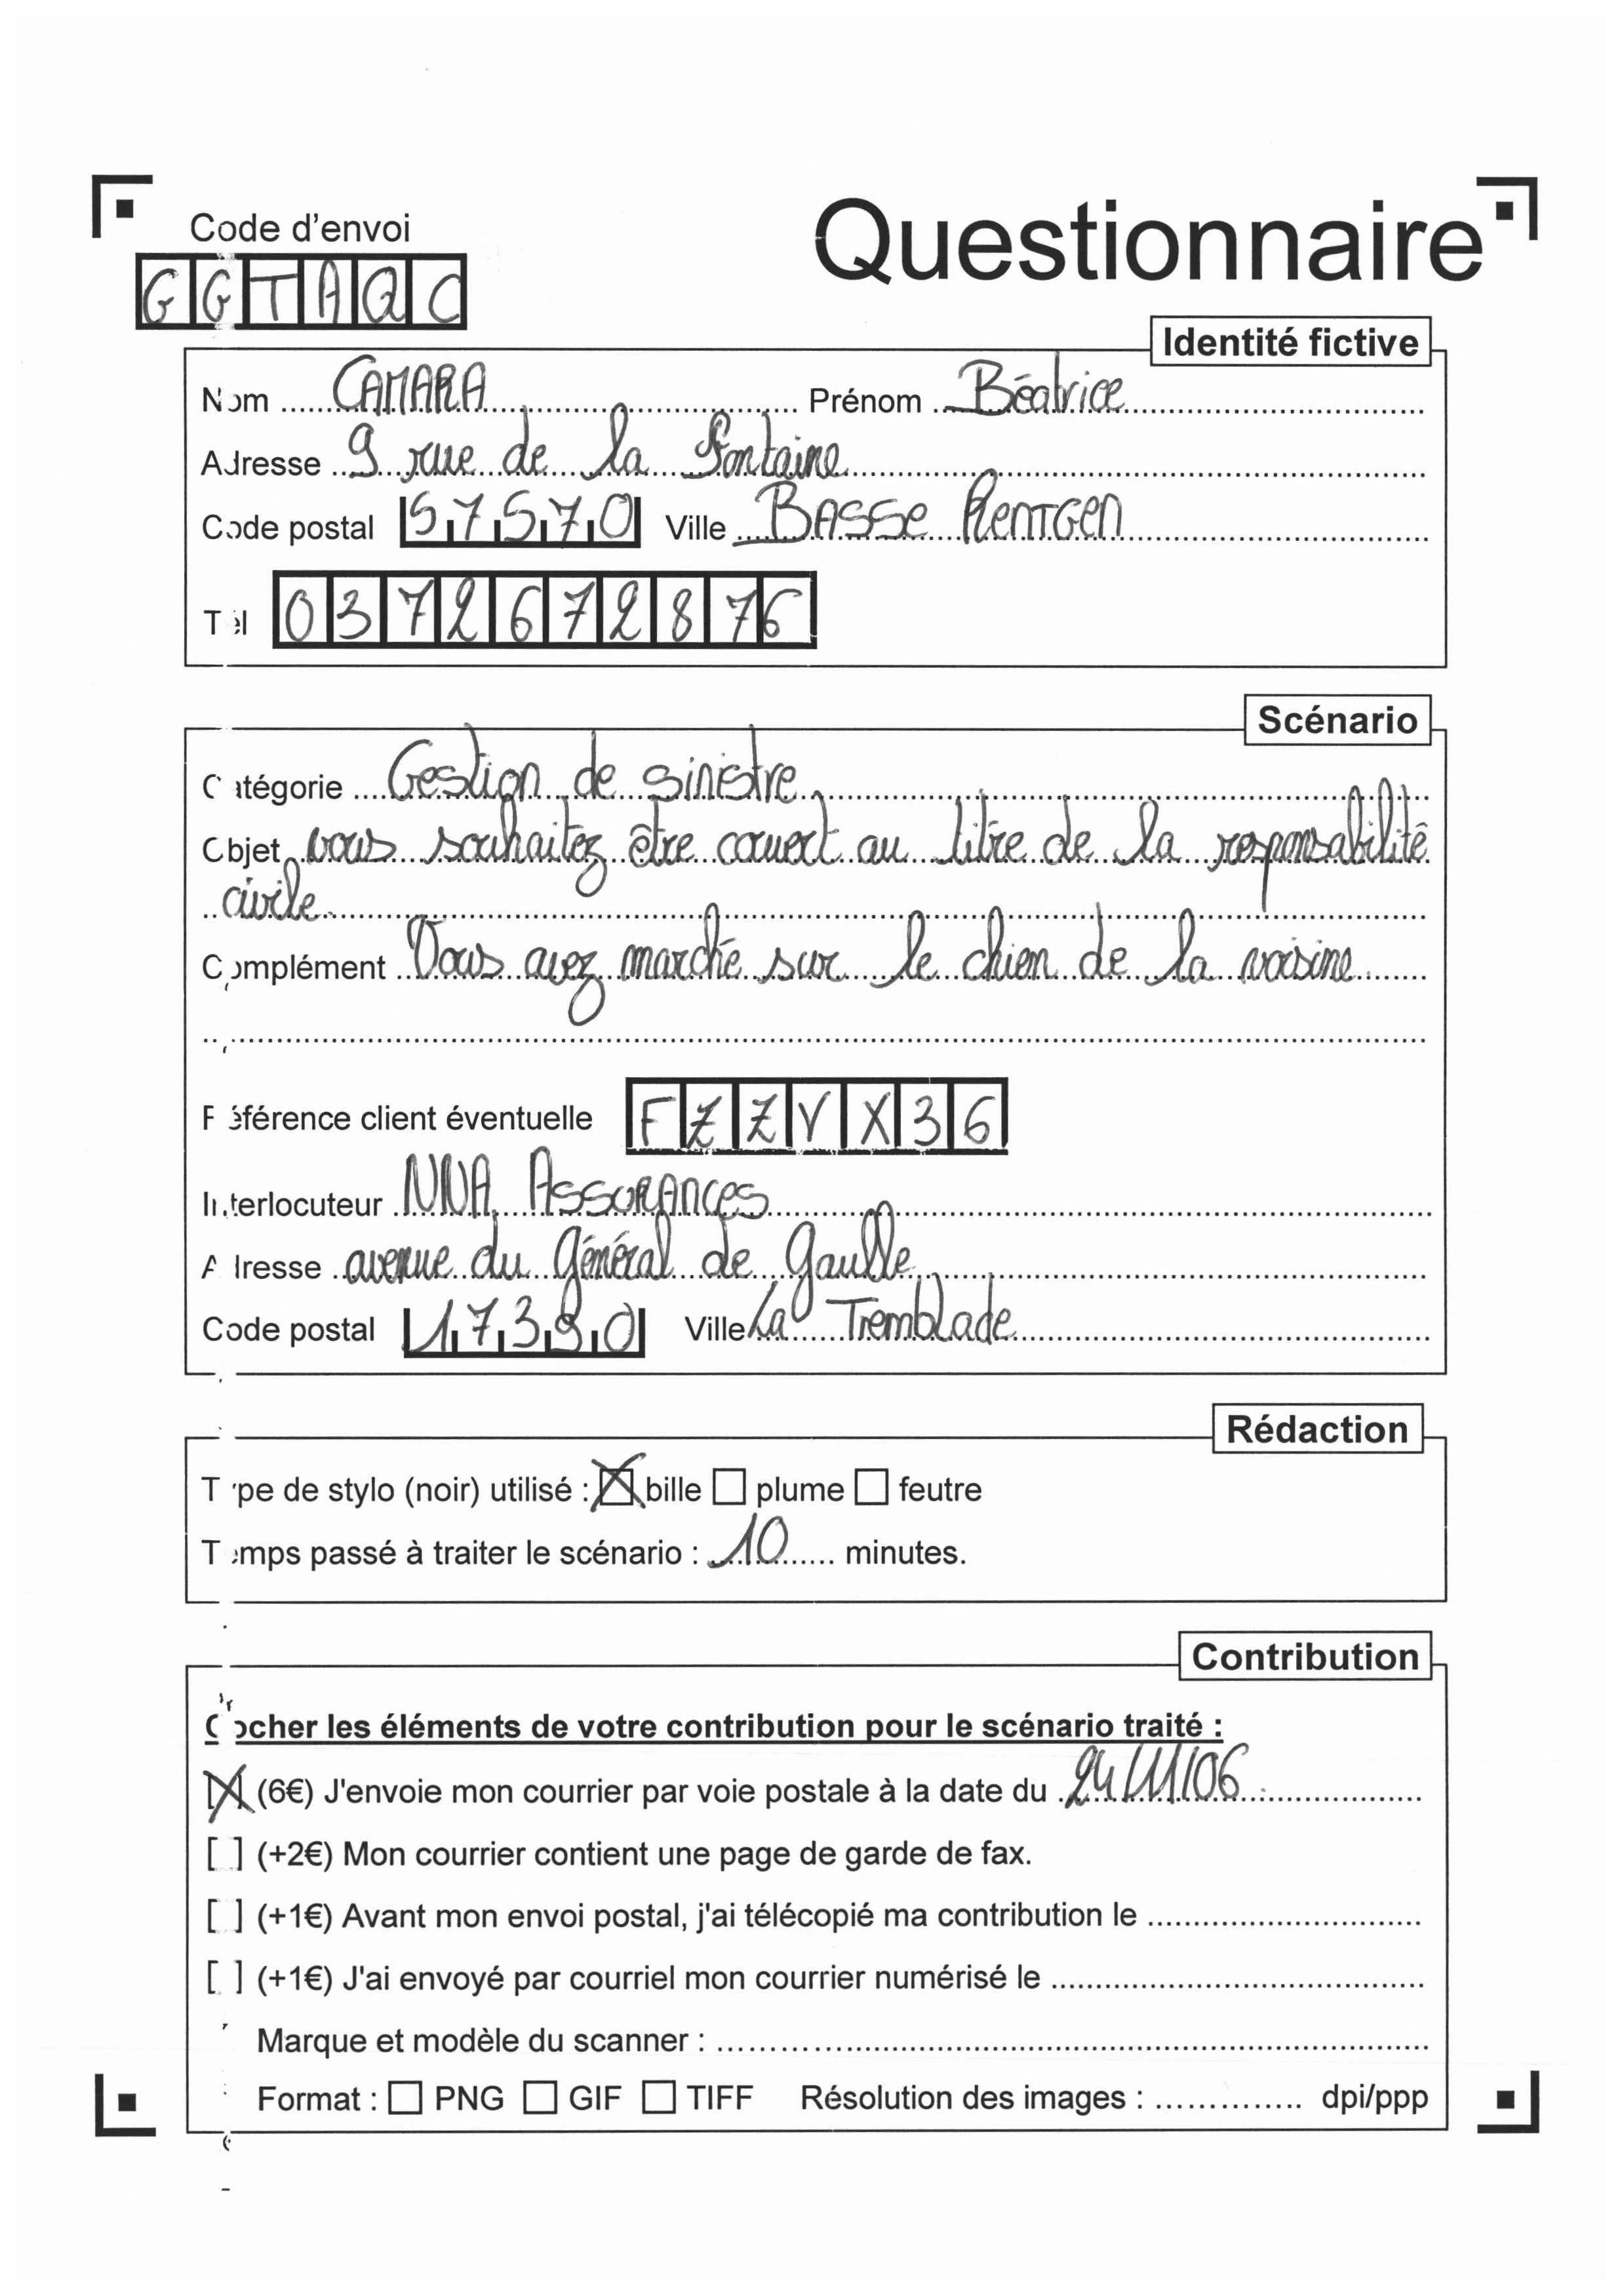 Code d'envoi
Questionnaire
GGTAQC
Identité fictive
Nom CAMARA Prénom Béatrice
Adresse 9 rue de la Fontaine
Code postal 57570 Ville BASSE RentGen
Tél 0372672876
Scénario
Catégorie Gestion de sinistre
Objet vous souhaitez être couvert au titre de la responsabilité
civile
Complément Vous avez marché sur le chien de la voisine
Référence client éventuelle FZZVX36
Interlocuteur NNA Assurances
Adresse avenue du Général de Gaulle
Code postal 17390 Ville La Tremblade
Rédaction
Type de stylo (noir) utilisé : ☒ bille ☐ plume ☐ feutre
Temps passé à traiter le scénario : 10 minutes.
Contribution
Cocher les éléments de votre contribution pour le scénario traité :
[X] (6€) J'envoie mon courrier par voie postale à la date du 24/11/06
[ ] (+2€) Mon courrier contient une page de garde de fax.
[ ] (+1€) Avant mon envoi postal, j'ai télécopié ma contribution le
[ ] (+1€) J'ai envoyé par courriel mon courrier numérisé le
Marque et modèle du scanner :
Format : ☐ PNG ☐ GIF ☐ TIFF Résolution des images : dpi/ppp